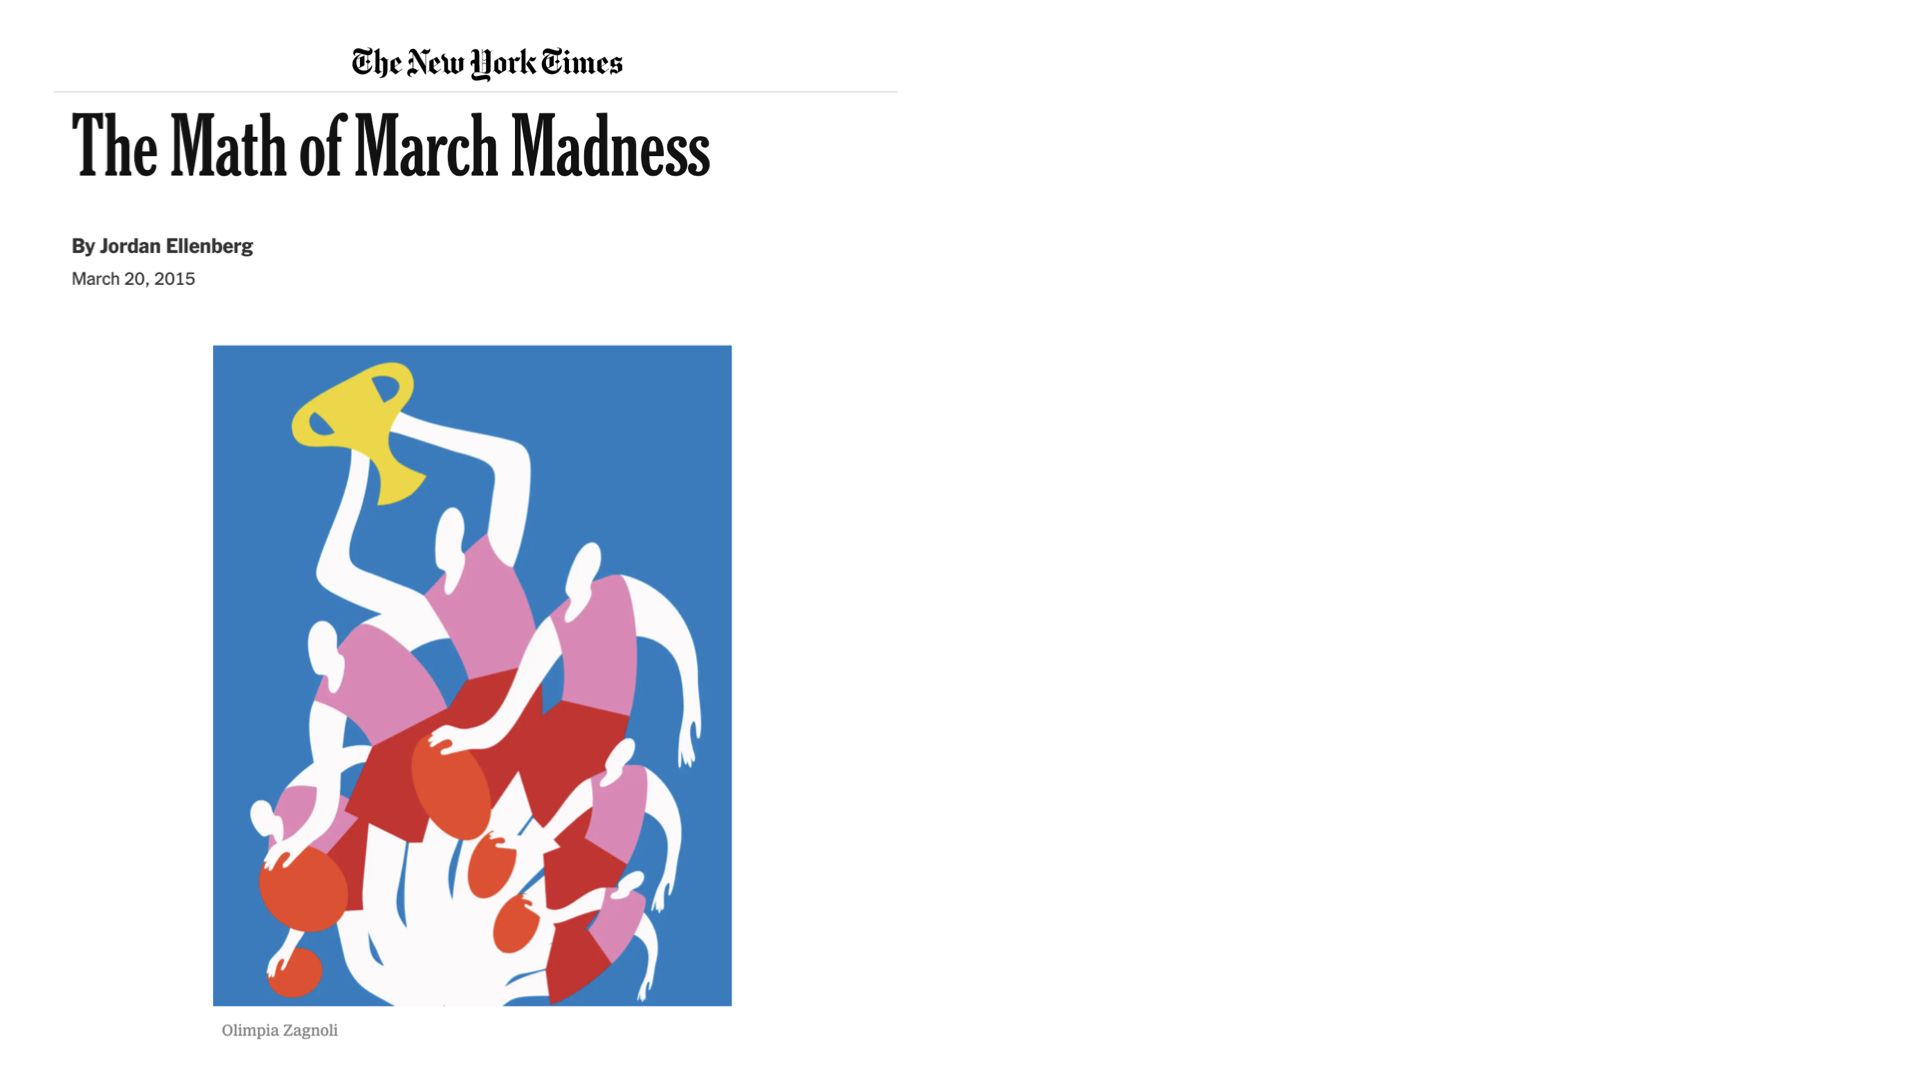 The New York Times
The Math of March Madness
By Jordan Ellenberg
March 20, 2015
Olimpia Zagnoli